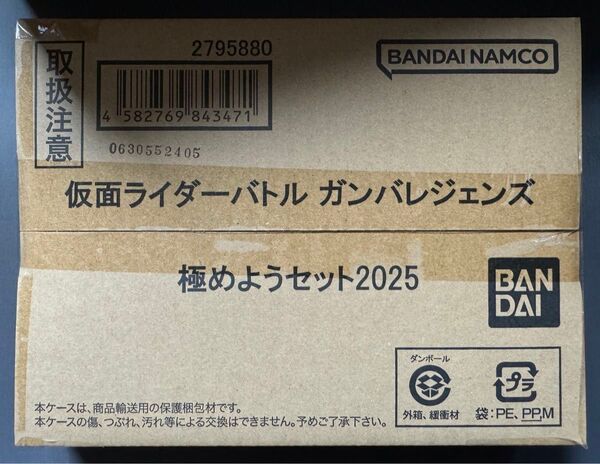 取扱注意
2795880
BANDAI NAMCO
4 582769 843471
0630552405
仮面ライダーバトル ガンバレジェンズ
極めようセット2025
BAN
DAI
ダンボール
外箱、緩衝材
プラ
袋:PE、PP,M
本ケースは、商品輸送用の保護梱包材です。
本ケースの傷、つぶれ、汚れ等による交換はできません。予めご了承下さい。